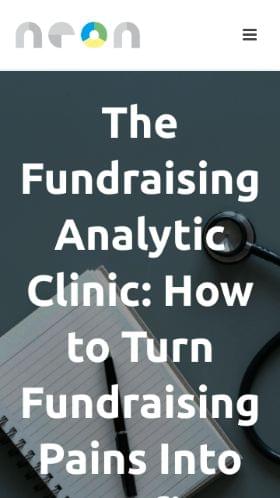 neon
The
Fundraising
Analytic
Clinic: How
to Turn
Fundraising
Pains Into